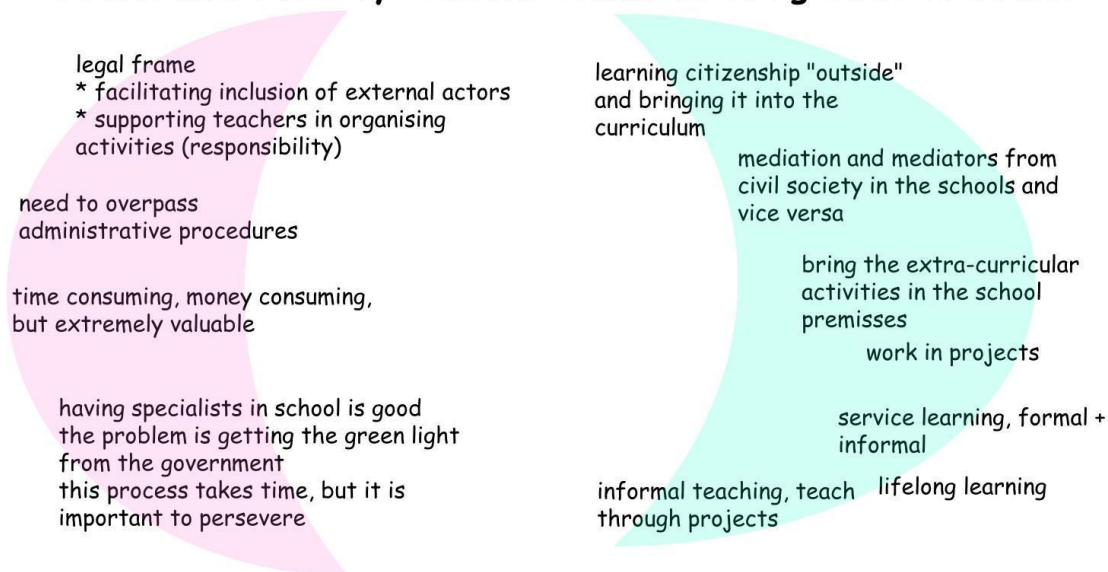 legal frame
* facilitating inclusion of external actors
* supporting teachers in organising
activities (responsibility)
need to overpass
administrative procedures
time consuming, money consuming,
but extremely valuable
having specialists in school is good
the problem is getting the green light
from the government
this process takes time, but it is
important to persevere
learning citizenship "outside"
and bringing it into the
curriculum
mediation and mediators from
civil society in the schools and
vice versa
bring the extra-curricular
activities in the school
premisses
work in projects
service learning, formal +
informal
informal teaching, teach
through projects
lifelong learning